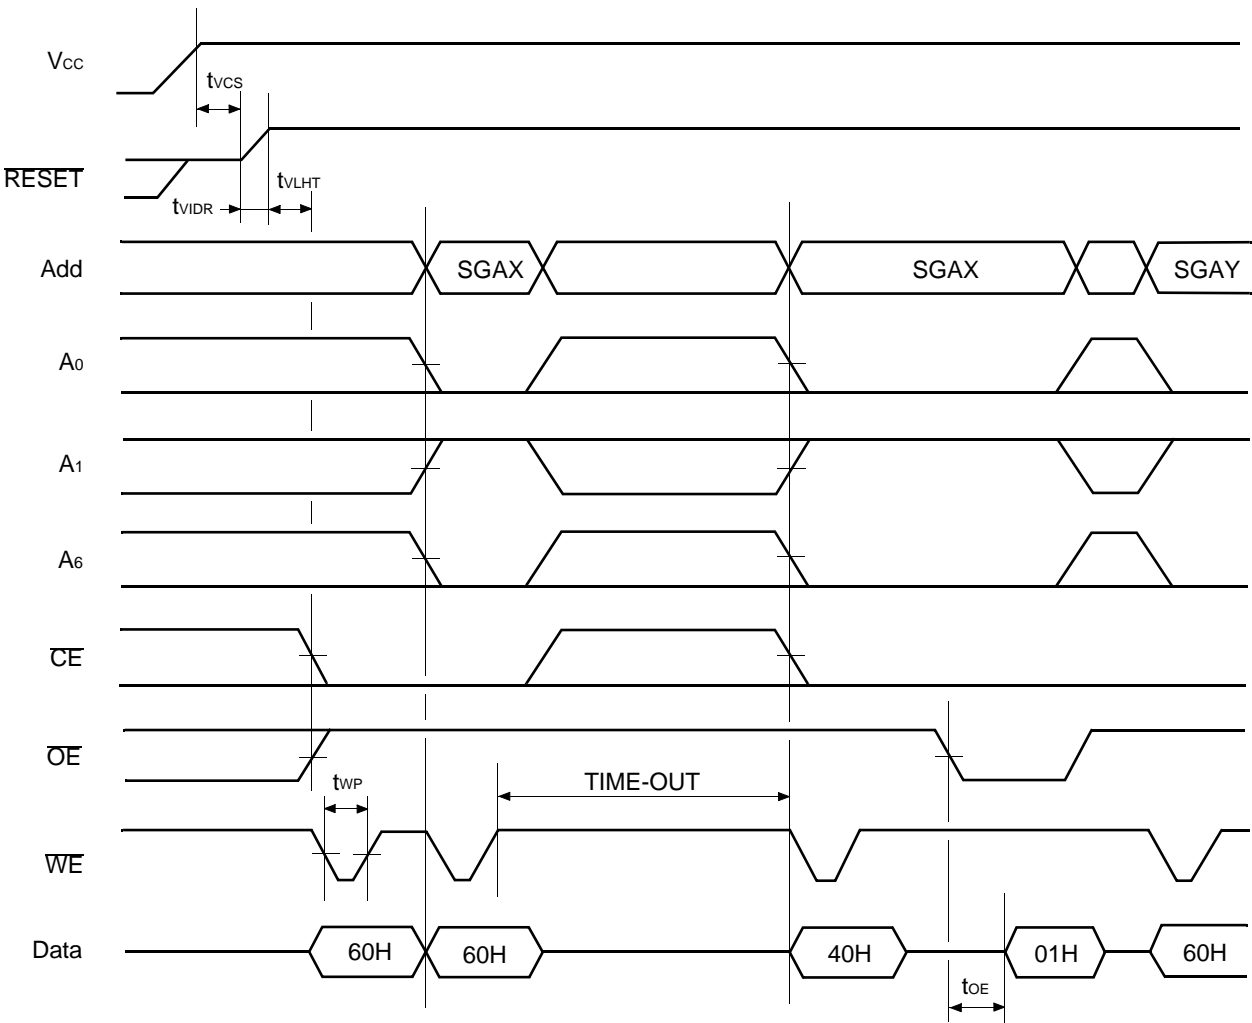 VCC
tVCS
RESET
tVLHT
tVIDR
Add
SGAX
SGAX
SGAY
A0
A1
A6
CE
OE
tWP
TIME-OUT
WE
Data
60H
60H
40H
01H
60H
tOE